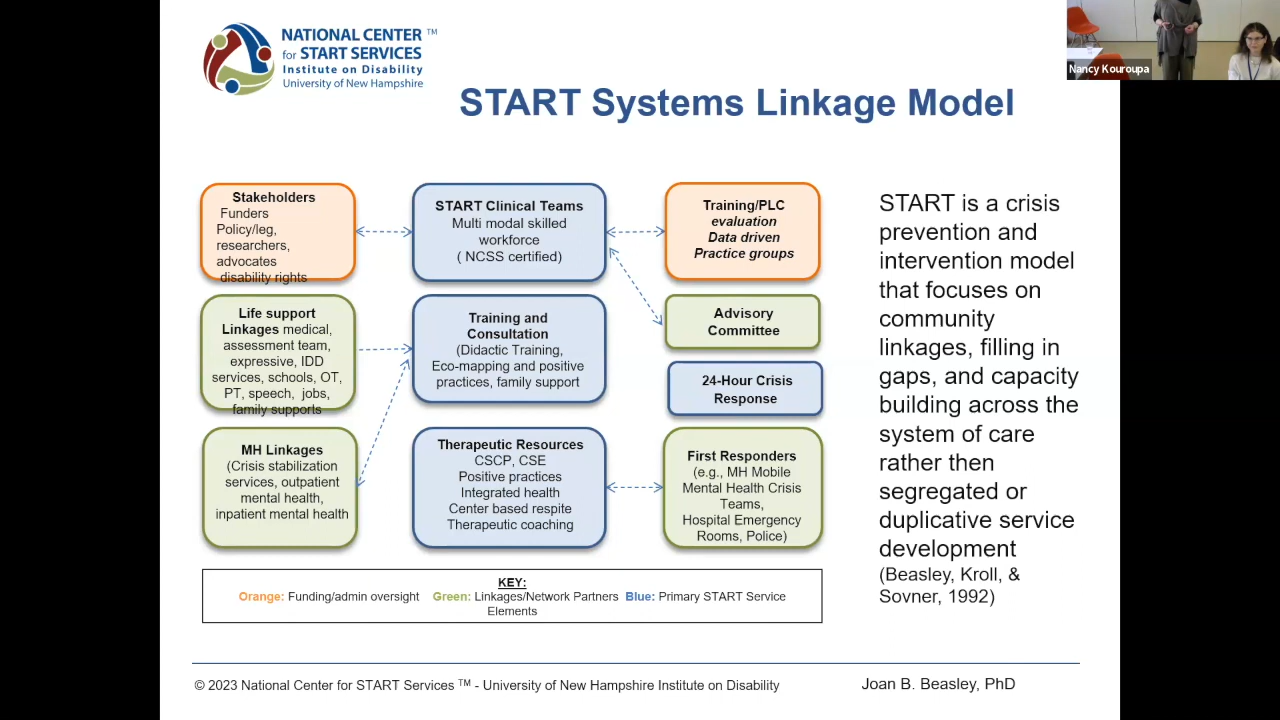 NATIONAL CENTER ™
for START SERVICES
Institute on Disability
University of New Hampshire
Nancy Kouroupa
START Systems Linkage Model
Stakeholders
Funders
Policy/leg,
researchers,
advocates
disability rights
START Clinical Teams
Multi modal skilled
workforce
( NCSS certified)
Training/PLC
evaluation
Data driven
Practice groups
Life support
Linkages medical,
assessment team,
expressive, IDD
services, schools, OT,
PT, speech, jobs,
family supports
Training and
Consultation
(Didactic Training,
Eco-mapping and positive
practices, family support
Advisory
Committee
24-Hour Crisis
Response
MH Linkages
(Crisis stabilization
services, outpatient
mental health,
inpatient mental health
Therapeutic Resources
CSCP, CSE
Positive practices
Integrated health
Center based respite
Therapeutic coaching
First Responders
(e.g., MH Mobile
Mental Health Crisis
Teams,
Hospital Emergency
Rooms, Police)
KEY:
Orange: Funding/admin oversight Green: Linkages/Network Partners Blue: Primary START Service
Elements
START is a crisis
prevention and
intervention model
that focuses on
community
linkages, filling in
gaps, and capacity
building across the
system of care
rather then
segregated or
duplicative service
development
(Beasley, Kroll, &
Sovner, 1992)
© 2023 National Center for START Services ™ - University of New Hampshire Institute on Disability
Joan B. Beasley, PhD